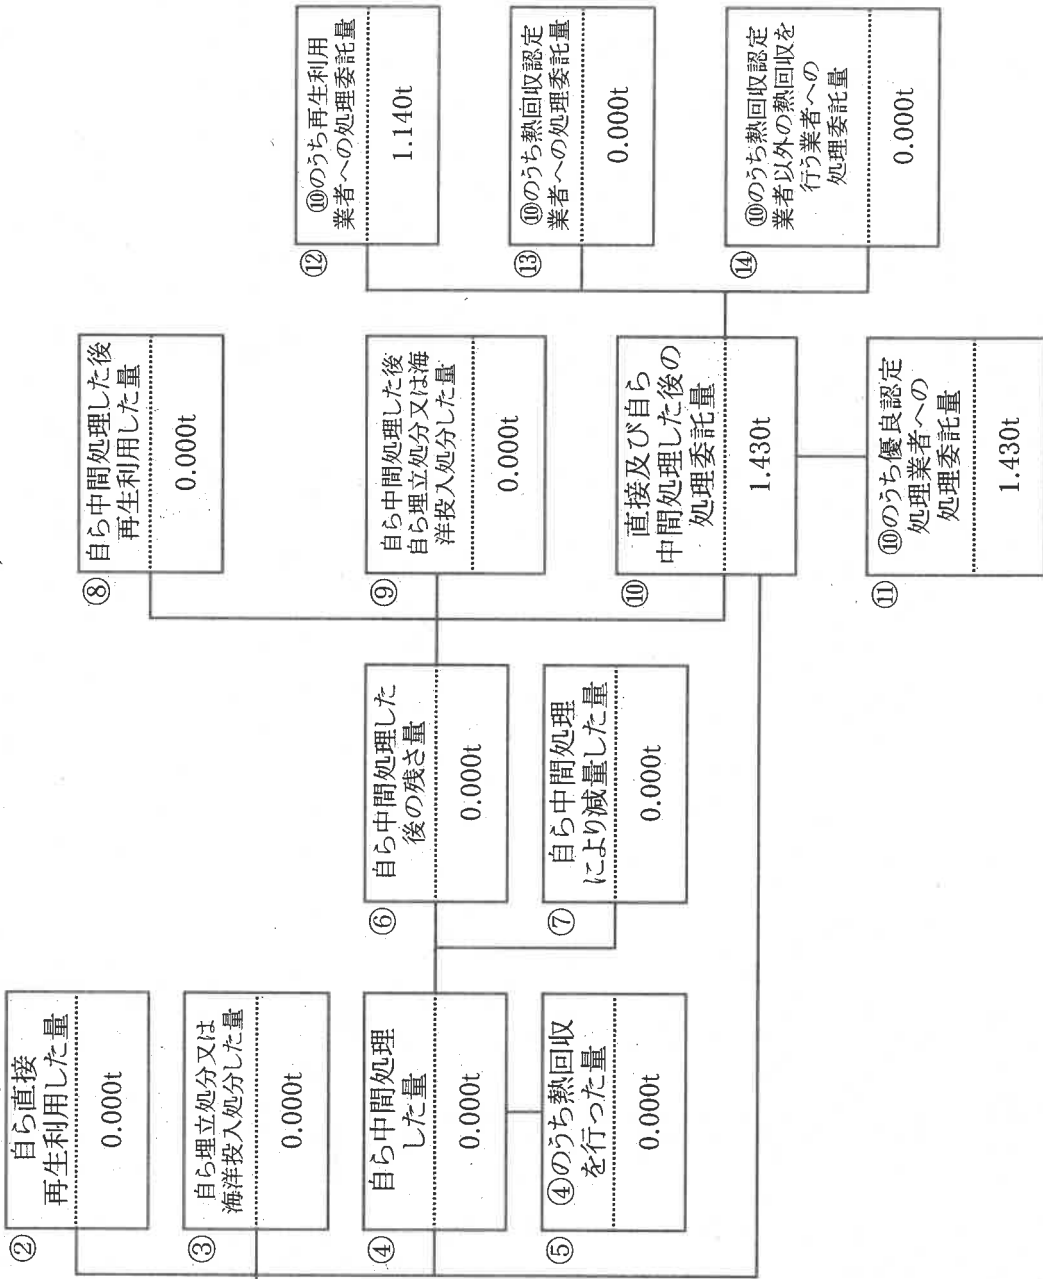 ②
自ら直接
再生利用した量
0.000t
③
自ら埋立処分又は
海洋投入処分した量
0.000t
④
自ら中間処理
した量
0.000t
⑤
④のうち熱回収
を行った量
0.000t
⑥
自ら中間処理した
後の残さ量
0.000t
⑦
自ら中間処理
により減量した量
0.000t
⑧
自ら中間処理した後
再生利用した量
0.000t
⑨
自ら中間処理した後
自ら埋立処分又は海
洋投入処分した量
0.000t
⑩
直接及び自ら
中間処理した後の
処理委託量
1.430t
⑪
⑩のうち優良認定
処理業者への
処理委託量
1.430t
⑫
⑩のうち再生利用
業者への処理委託量
1.140t
⑬
⑩のうち熱回収認定
業者への処理委託量
0.000t
⑭
⑩のうち熱回収認定
業者以外の熱回収を
行う業者への
処理委託量
0.000t